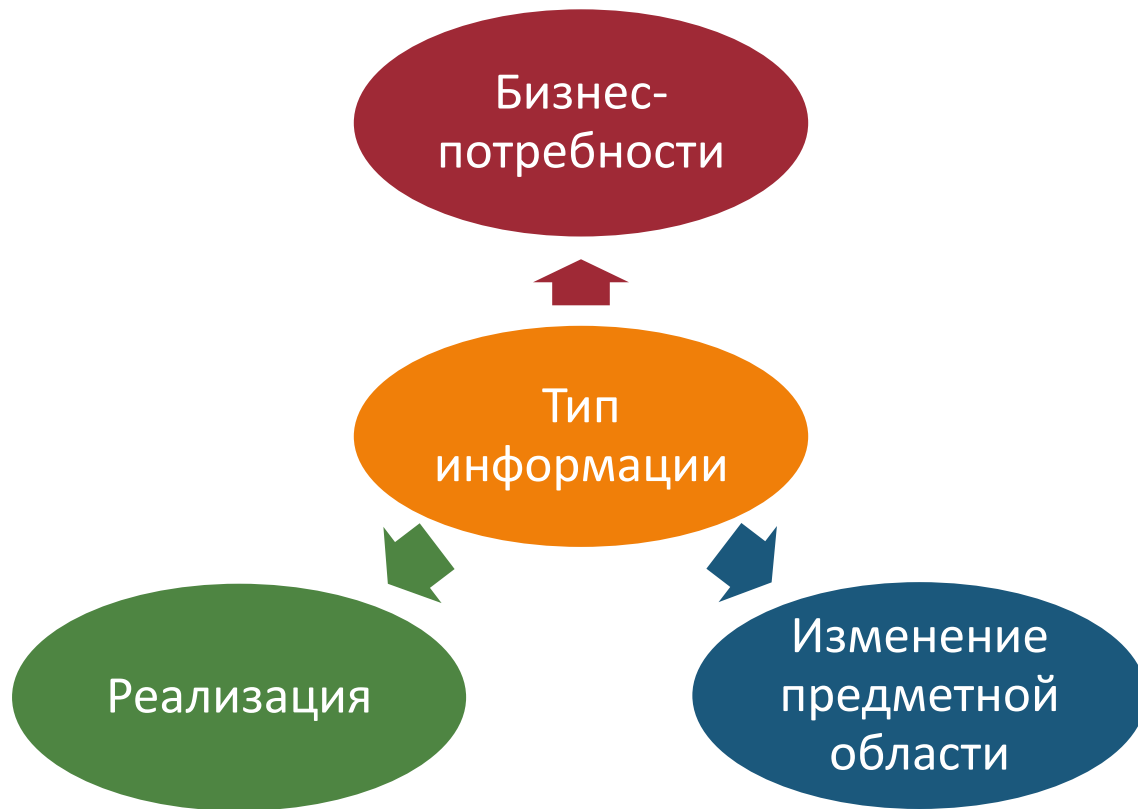 Бизнес-
потребности
Тип
информации
Реализация
Изменение
предметной
области